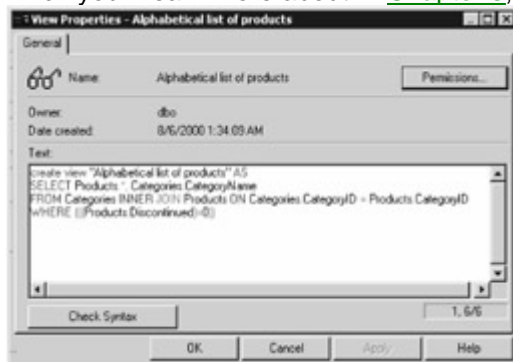 View Properties - Alphabetical list of products
General
Name: Alphabetical list of products
Permissions...
Owner: dbo
Date created: 8/6/2000 1:34:09 AM
Text:
create view "Alphabetical list of products" AS
SELECT Products.*, Categories.CategoryName
FROM Categories INNER JOIN Products ON Categories.CategoryID = Products.CategoryID
WHERE (((Products.Discontinued)=0))
Check Syntax
1, 6/6
OK
Cancel
Apply
Help